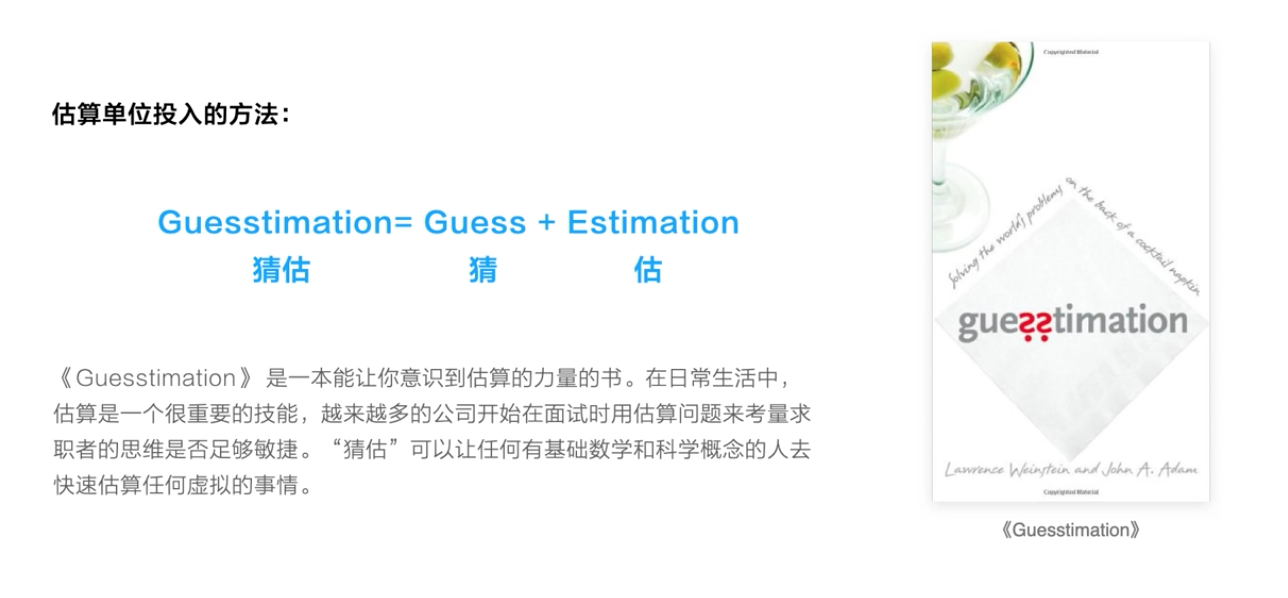 估算单位投入的方法：
Guesstimation= Guess + Estimation
猜估 猜 估
《Guesstimation》 是一本能让你意识到估算的力量的书。在日常生活中，
估算是一个很重要的技能，越来越多的公司开始在面试时用估算问题来考量求
职者的思维是否足够敏捷。“猜估”可以让任何有基础数学和科学概念的人去
快速估算任何虚拟的事情。
Copyrighted Material
Solving the world's problems on the back of a cocktail napkin
guesstimation
Lawrence Weinstein and John A. Adam
Copyrighted Material
《Guesstimation》